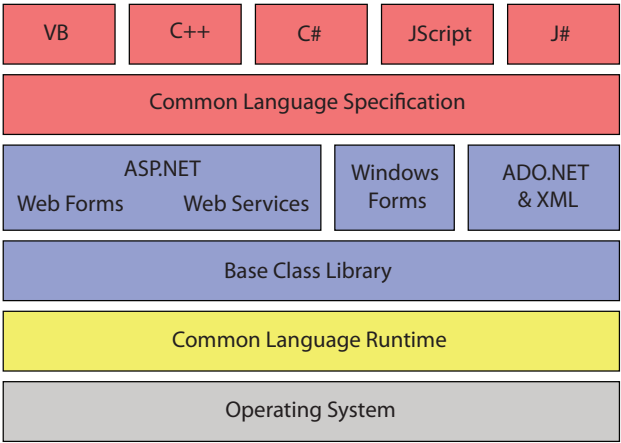 VB
C++
C#
JScript
J#
Common Language Specification
ASP.NET
Web Forms
Web Services
Windows
Forms
ADO.NET
& XML
Base Class Library
Common Language Runtime
Operating System